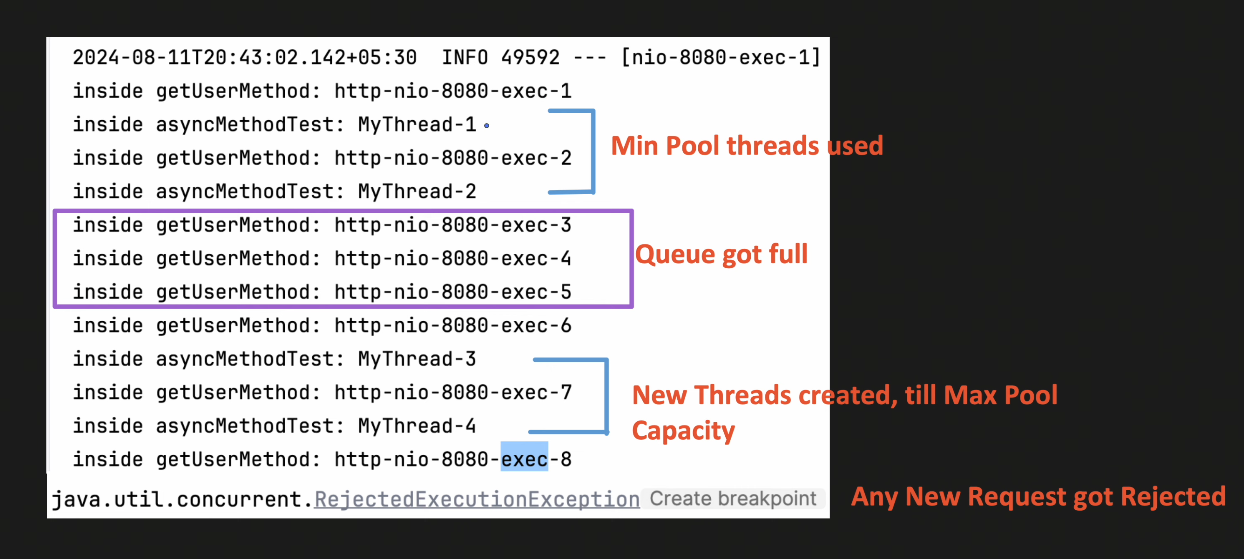 2024-08-11T20:43:02.142+05:30  INFO 49592 --- [nio-8080-exec-1]
inside getUserMethod: http-nio-8080-exec-1
inside asyncMethodTest: MyThread-1
Min Pool threads used
inside getUserMethod: http-nio-8080-exec-2
inside asyncMethodTest: MyThread-2
inside getUserMethod: http-nio-8080-exec-3
Queue got full
inside getUserMethod: http-nio-8080-exec-4
inside getUserMethod: http-nio-8080-exec-5
inside getUserMethod: http-nio-8080-exec-6
inside asyncMethodTest: MyThread-3
New Threads created, till Max Pool
Capacity
inside getUserMethod: http-nio-8080-exec-7
inside asyncMethodTest: MyThread-4
inside getUserMethod: http-nio-8080-exec-8
java.util.concurrent.RejectedExecutionException Create breakpoint
Any New Request got Rejected